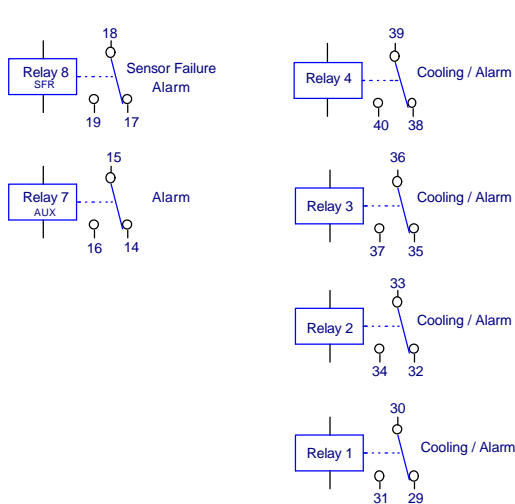 18
Relay 8
SFR
Sensor Failure
Alarm
19
17
15
Relay 7
AUX
Alarm
16
14
39
Relay 4
Cooling / Alarm
40
38
36
Relay 3
Cooling / Alarm
37
35
33
Relay 2
Cooling / Alarm
34
32
30
Relay 1
Cooling / Alarm
31
29